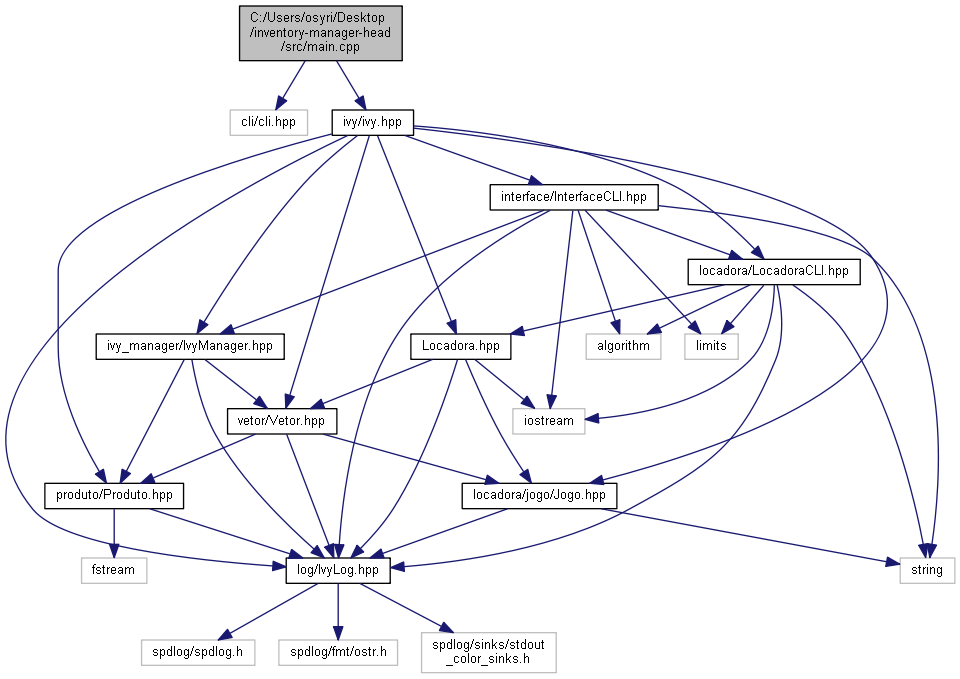 C:/Users/osyri/Desktop
/inventory-manager-head
/src/main.cpp
cli/cli.hpp
ivy/ivy.hpp
interface/InterfaceCLI.hpp
locadora/LocadoraCLI.hpp
ivy_manager/IvyManager.hpp
Locadora.hpp
algorithm
limits
vetor/Vetor.hpp
iostream
produto/Produto.hpp
locadora/jogo/Jogo.hpp
fstream
log/IvyLog.hpp
string
spdlog/spdlog.h
spdlog/fmt/ostr.h
spdlog/sinks/stdout
_color_sinks.h